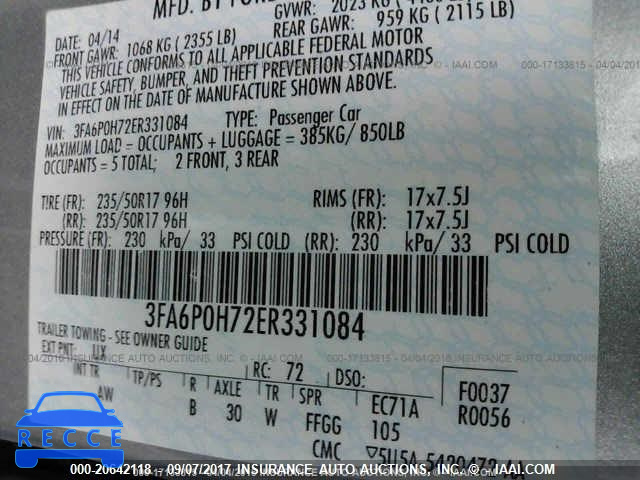 MFD. BY FORD
GVWR: 2023 KG
DATE: 04/14
FRONT GAWR: 1068 KG (2355 LB) REAR GAWR: 959 KG (2115 LB)
THIS VEHICLE CONFORMS TO ALL APPLICABLE FEDERAL MOTOR
VEHICLE SAFETY, BUMPER, AND THEFT PREVENTION STANDARDS
IN EFFECT ON THE DATE OF MANUFACTURE SHOWN ABOVE.
VIN: 3FA6P0H72ER331084 TYPE: Passenger Car
MAXIMUM LOAD = OCCUPANTS + LUGGAGE = 385KG/ 850LB
OCCUPANTS = 5 TOTAL; 2 FRONT, 3 REAR
TIRE (FR): 235/50R17 96H RIMS (FR): 17x7.5J
(RR): 235/50R17 96H (RR): 17x7.5J
PRESSURE (FR): 230 kPa/ 33 PSI COLD (RR): 230 kPa/ 33 PSI COLD
3FA6P0H72ER331084
TRAILER TOWING - SEE OWNER GUIDE
EXT PNT: UX RC: 72 DSO:
INT TR TP/PS R AXLE TR SPR EC71A F0037
AW B 30 W FFGG 105 R0056
CMC
RECCE
000-20642118 - 09/07/2017 - INSURANCE AUTO AUCTIONS, INC. - IAAI.COM